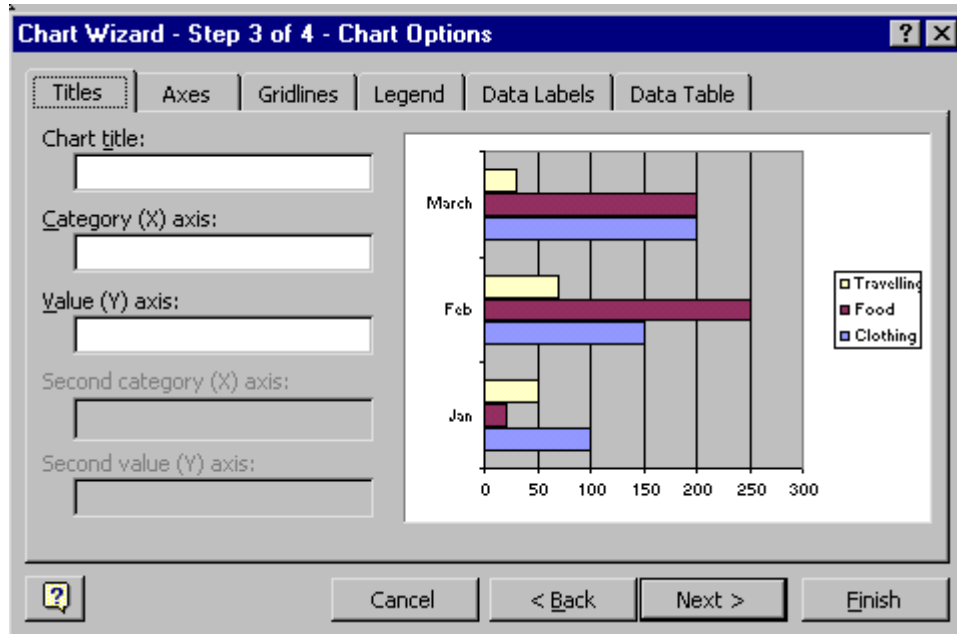 Chart Wizard - Step 3 of 4 - Chart Options
? X
Titles Axes Gridlines Legend Data Labels Data Table
Chart title:
Category (X) axis:
Value (Y) axis:
Second category (X) axis:
Second value (Y) axis:
March
Feb
Jan
0 50 100 150 200 250 300
Travelling
Food
Clothing
?
Cancel < Back Next > Finish